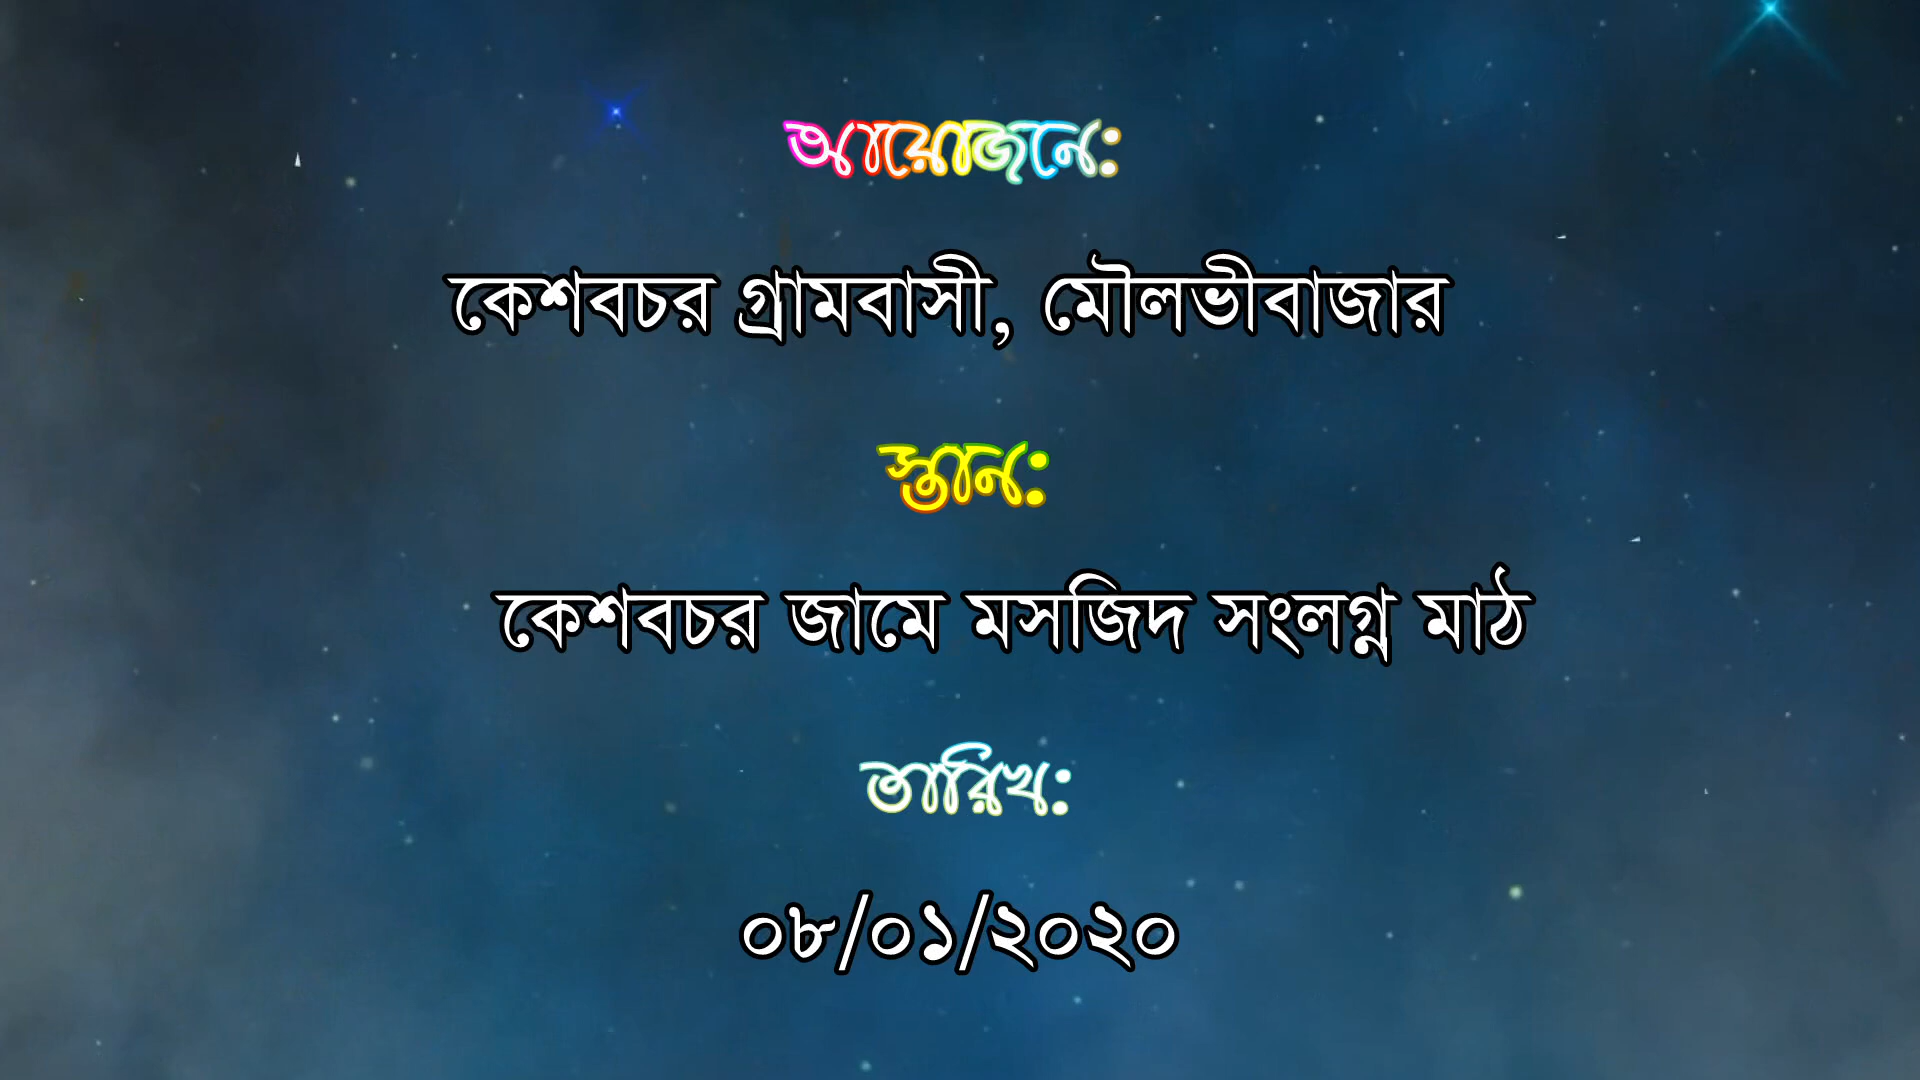 আয়োজনে:
কেশবচর গ্রামবাসী, মৌলভীবাজার
স্তান:
কেশবচর জামে মসজিদ সংলগ্ন মাঠ
তারিখ:
০৮/০১/২০২০